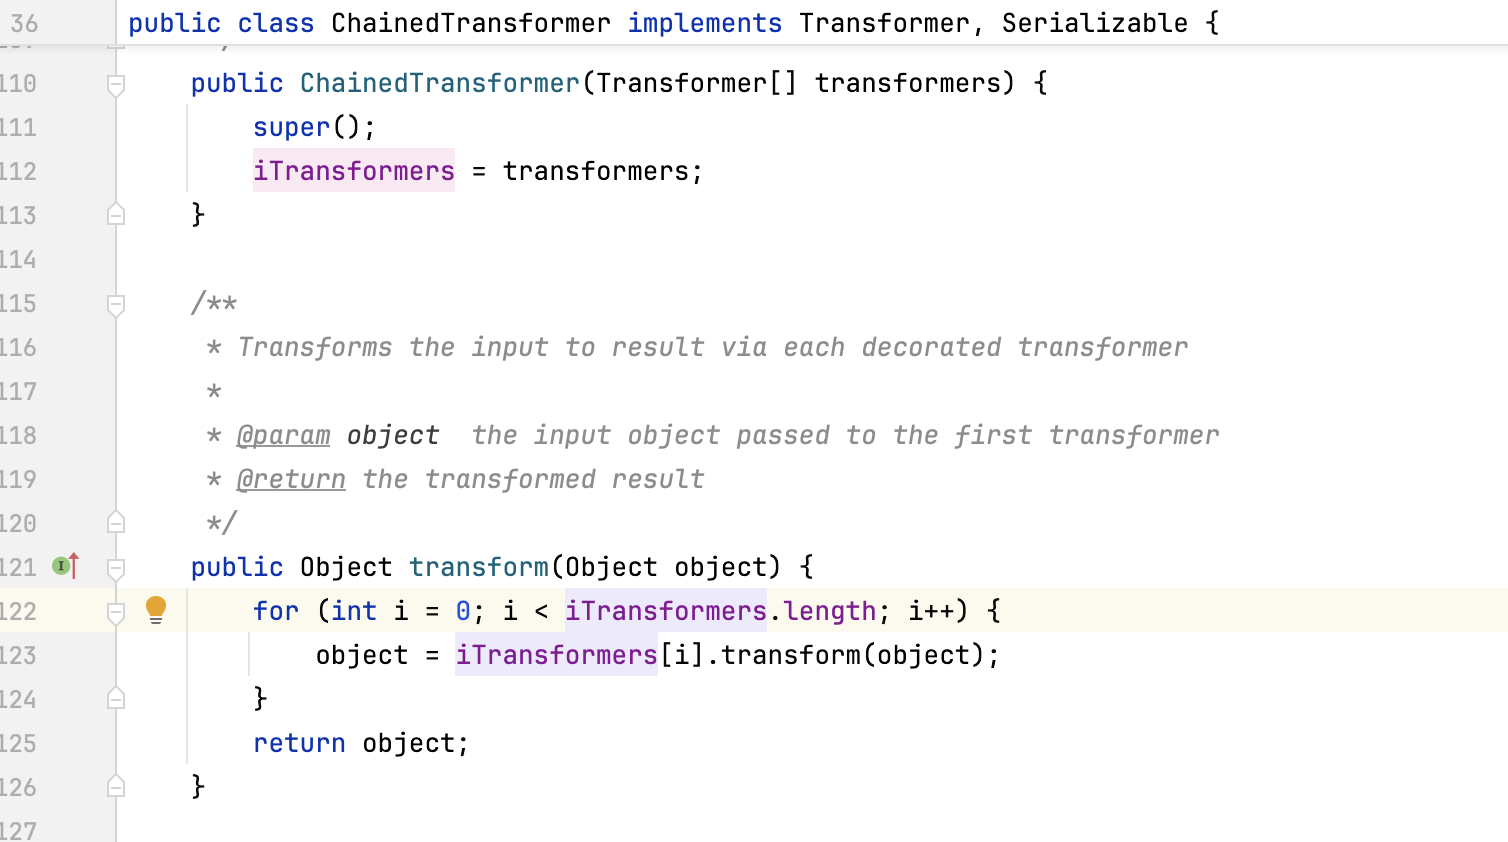 36 public class ChainedTransformer implements Transformer, Serializable {
110 public ChainedTransformer(Transformer[] transformers) {
111 super();
112 iTransformers = transformers;
113 }
114
115 /**
116 * Transforms the input to result via each decorated transformer
117 *
118 * @param object  the input object passed to the first transformer
119 * @return the transformed result
120 */
121 public Object transform(Object object) {
122 for (int i = 0; i < iTransformers.length; i++) {
123 object = iTransformers[i].transform(object);
124 }
125 return object;
126 }
127